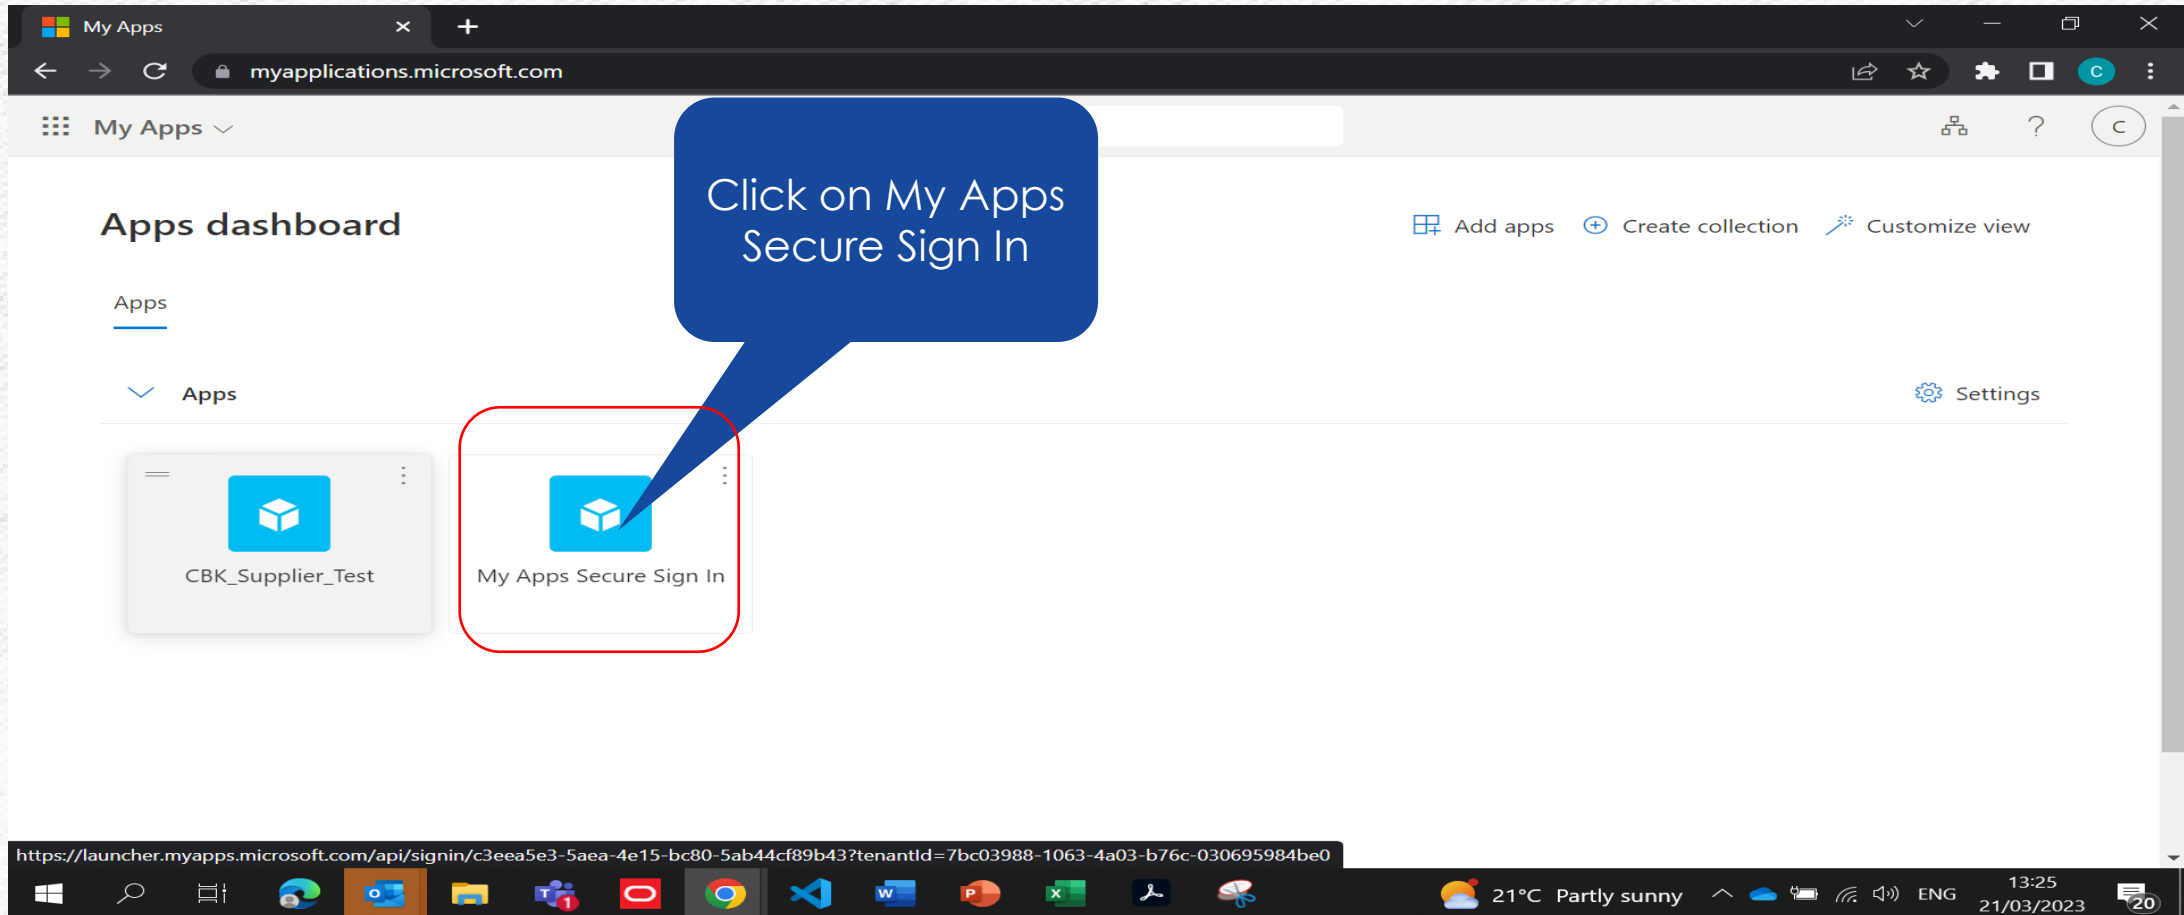 My Apps
myapplications.microsoft.com
C
My Apps
?
C
Click on My Apps
Secure Sign In
Apps dashboard
Add apps
Create collection
Customize view
Apps
Apps
Settings
CBK_Supplier_Test
My Apps Secure Sign In
https://launcher.myapps.microsoft.com/api/signin/c3eea5e3-5aea-4e15-bc80-5ab44cf89b43?tenantId=7bc03988-1063-4a03-b76c-030695984be0
1
21°C Partly sunny
ENG
13:25
21/03/2023
20